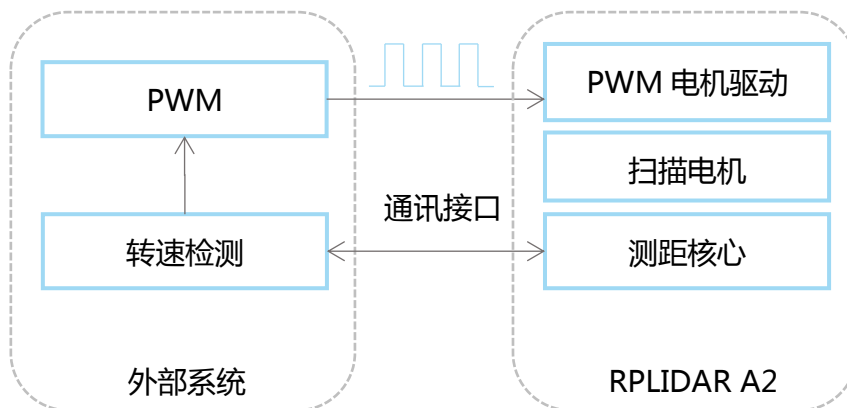 PWM
PWM 电机驱动
扫描电机
通讯接口
转速检测
测距核心
外部系统
RPLIDAR A2